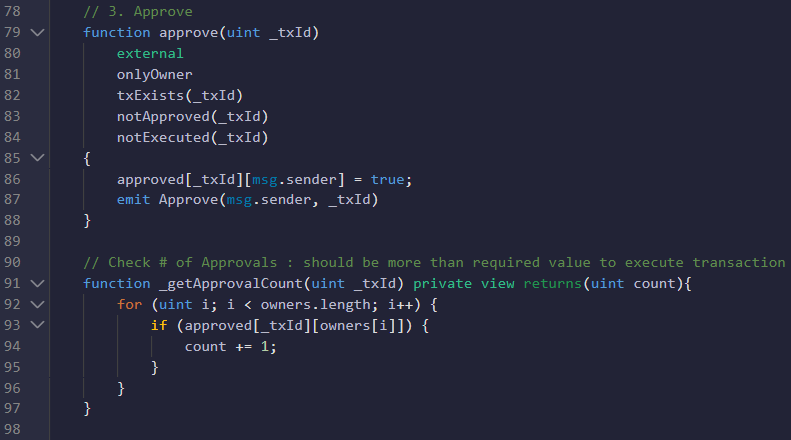 78 // 3. Approve
79 function approve(uint _txId)
80 external
81 onlyOwner
82 txExists(_txId)
83 notApproved(_txId)
84 notExecuted(_txId)
85 {
86 approved[_txId][msg.sender] = true;
87 emit Approve(msg.sender, _txId)
88 }
89
90 // Check # of Approvals : should be more than required value to execute transaction
91 function _getApprovalCount(uint _txId) private view returns(uint count){
92 for (uint i; i < owners.length; i++) {
93 if (approved[_txId][owners[i]]) {
94 count += 1;
95 }
96 }
97 }
98